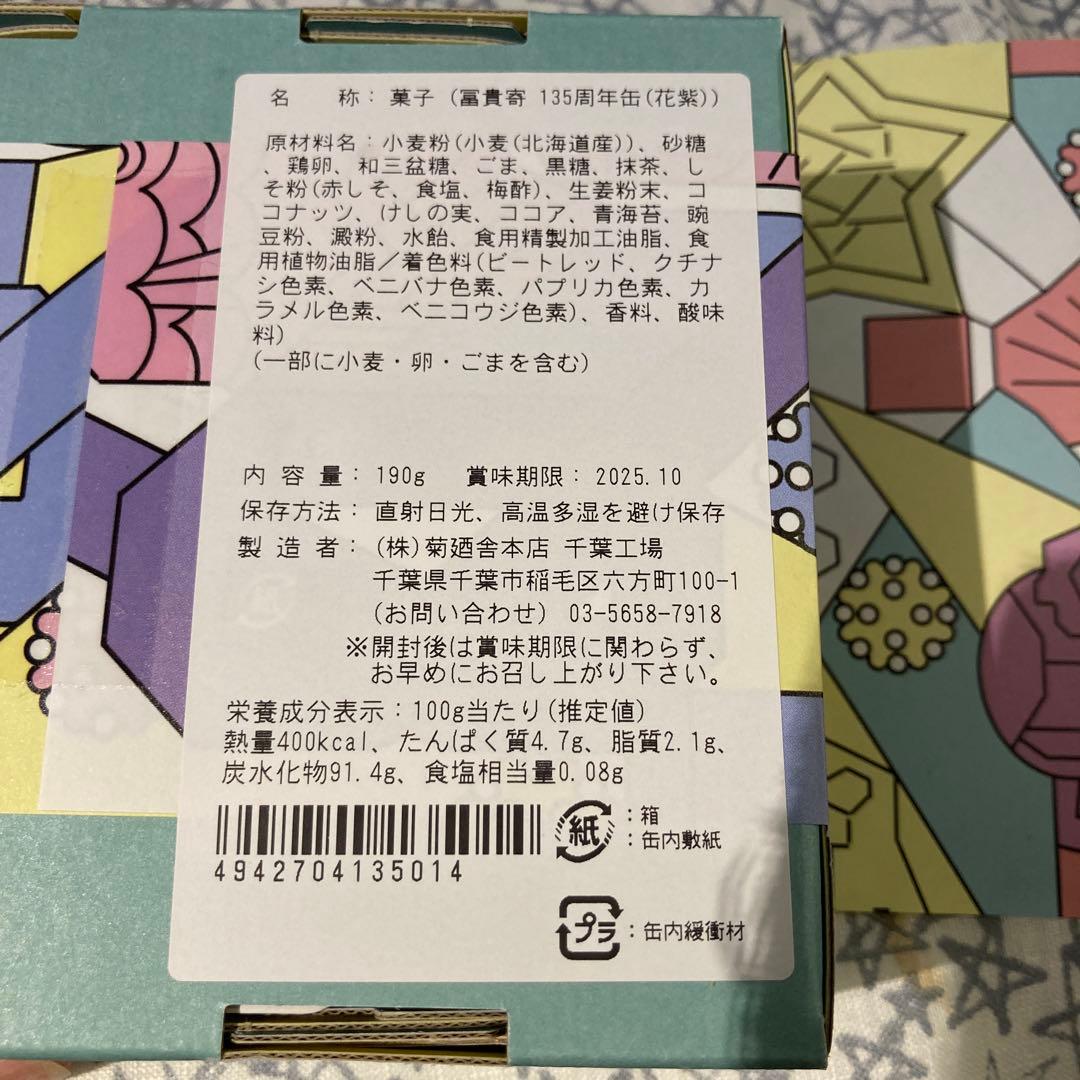 名　　称：菓子（冨貴寄 135周年缶(花紫)）
原材料名：小麦粉(小麦(北海道産))、砂糖
、鶏卵、和三盆糖、ごま、黒糖、抹茶、し
そ粉(赤しそ、食塩、梅酢)、生姜粉末、コ
コナッツ、けしの実、ココア、青海苔、豌
豆粉、澱粉、水飴、食用精製加工油脂、食
用植物油脂／着色料(ビートレッド、クチナ
シ色素、ベニバナ色素、パプリカ色素、カ
ラメル色素、ベニコウジ色素)、香料、酸味
料)
(一部に小麦・卵・ごまを含む)
内 容 量：190g　賞味期限：2025.10
保存方法：直射日光、高温多湿を避け保存
製 造 者：(株)菊廼舎本店 千葉工場
千葉県千葉市稲毛区六方町100-1
(お問い合わせ) 03-5658-7918
※開封後は賞味期限に関わらず、
お早めにお召し上がり下さい。
栄養成分表示：100g当たり(推定値)
熱量400kcal、たんぱく質4.7g、脂質2.1g、
炭水化物91.4g、食塩相当量0.08g
紙：箱
：缶内敷紙
4942704135014
プラ：缶内緩衝材